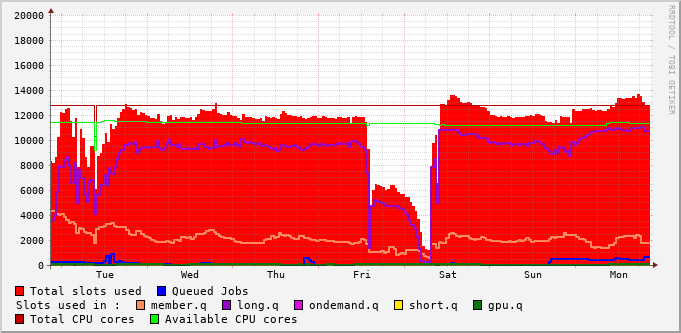 20000
18000
16000
14000
12000
10000
8000
6000
4000
2000
0
Tue Wed Thu Fri Sat Sun Mon
Total slots used Queued Jobs
Slots used in : member.q long.q ondemand.q short.q gpu.q
Total CPU cores Available CPU cores
RRDTOOL / TOBI OETIKER